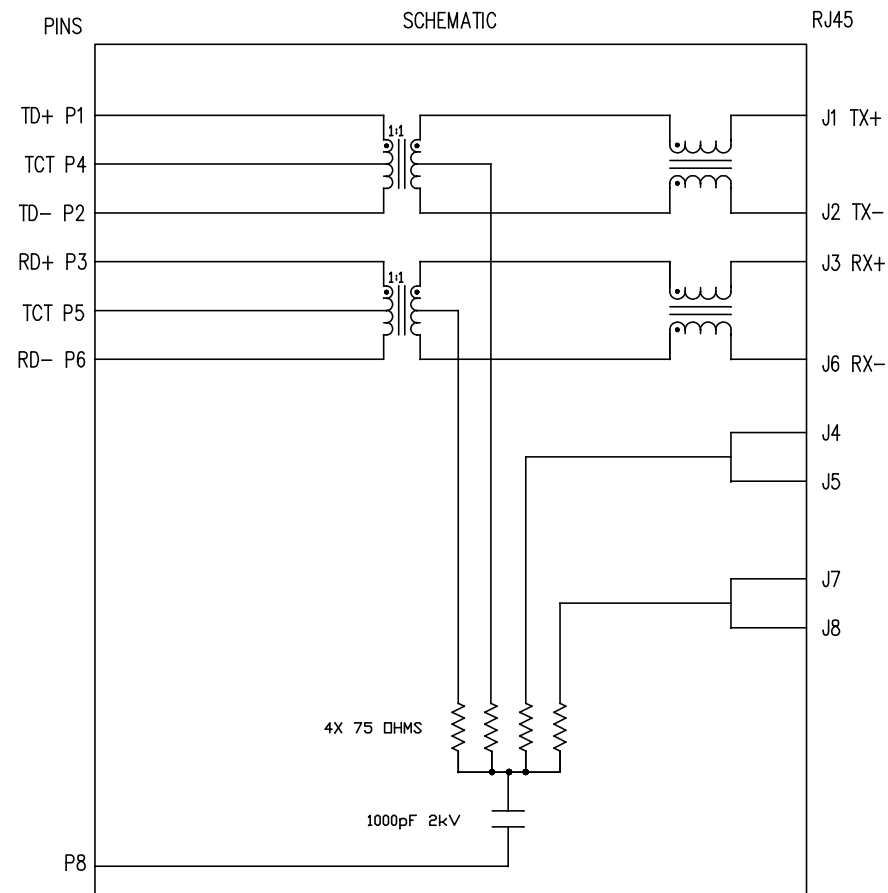 PINS
SCHEMATIC
RJ45
TD+ P1
1:1
J1 TX+
TCT P4
TD- P2
J2 TX-
RD+ P3
1:1
J3 RX+
TCT P5
RD- P6
J6 RX-
J4
J5
J7
J8
4X 75 OHMS
1000pF 2kV
P8